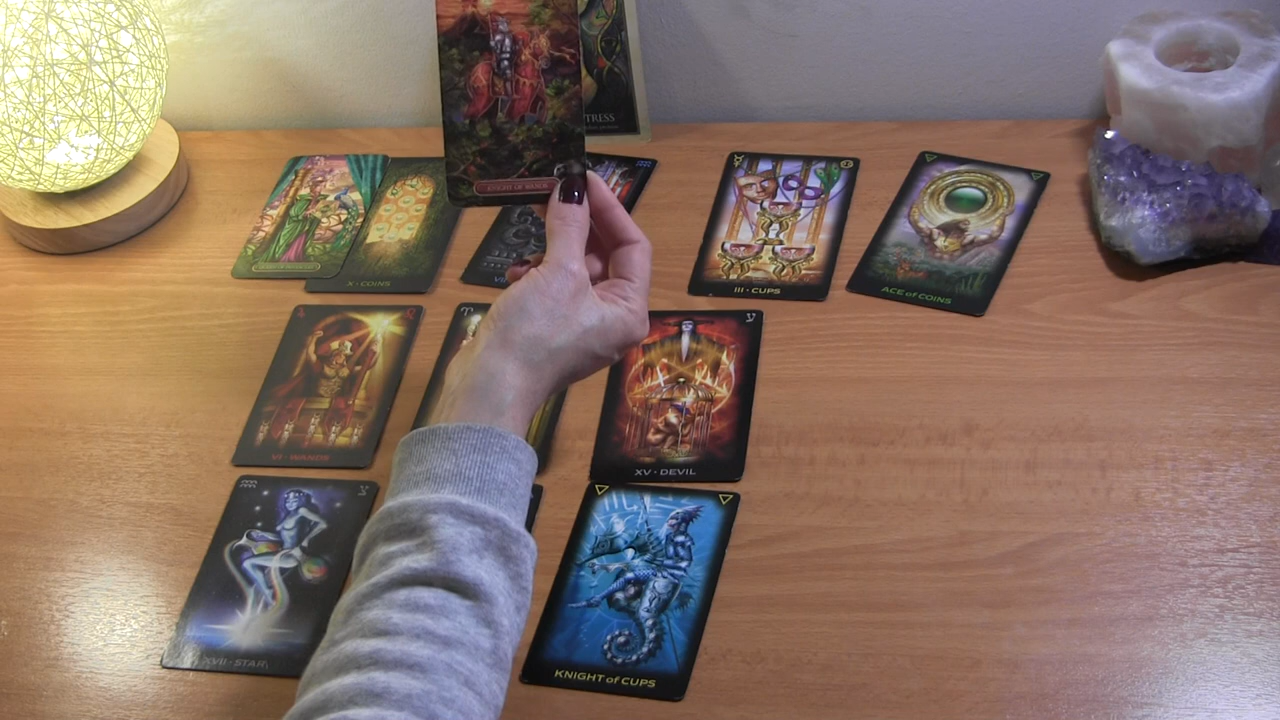 KNIGHT OF WANDS
TRESS
X • COINS
VII
III • CUPS
ACE of COINS
VI • WANDS
XV • DEVIL
XVII • STAR
KNIGHT of CUPS